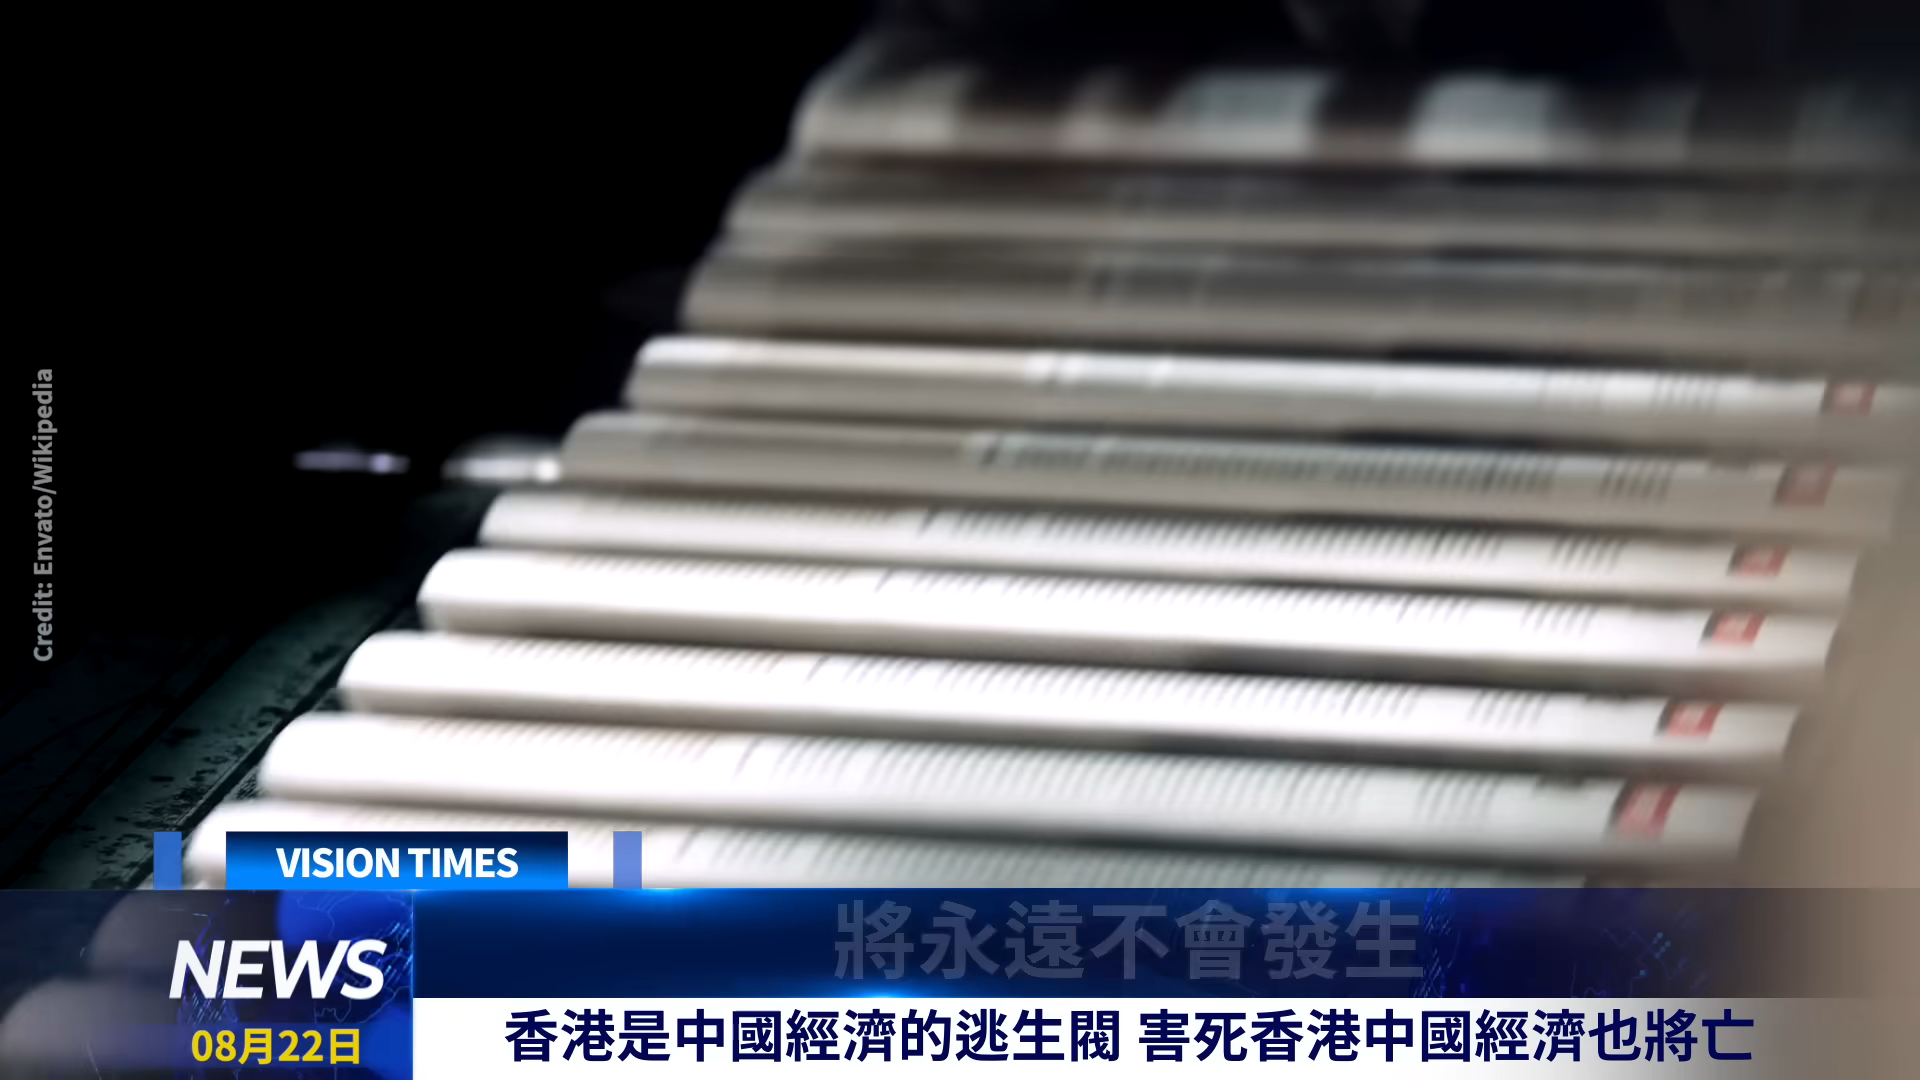 Credit: Envato/Wikipedia
VISION TIMES
將永遠不會發生
NEWS
08月22日
香港是中國經濟的逃生閥 害死香港中國經濟也將亡